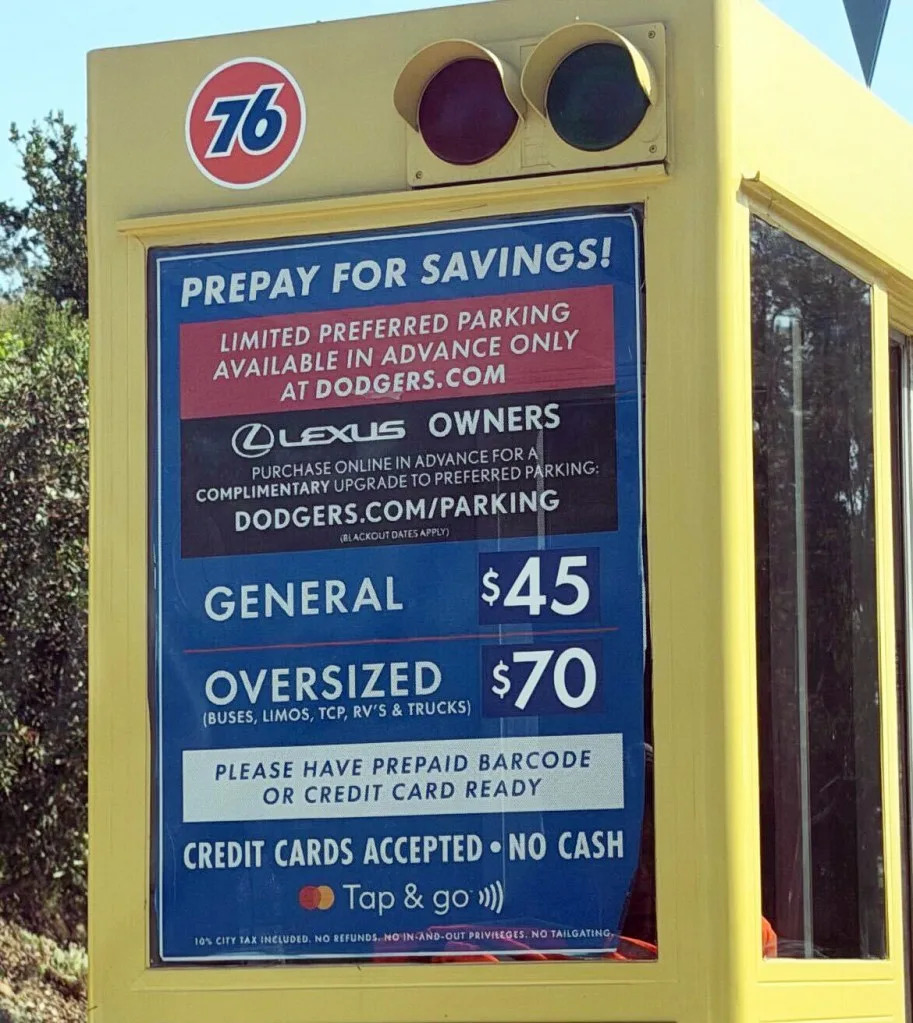 76
PREPAY FOR SAVINGS!
LIMITED PREFERRED PARKING
AVAILABLE IN ADVANCE ONLY
AT DODGERS.COM
LEXUS OWNERS
PURCHASE ONLINE IN ADVANCE FOR A
COMPLIMENTARY UPGRADE TO PREFERRED PARKING:
DODGERS.COM/PARKING
(BLACKOUT DATES APPLY)
GENERAL $45
OVERSIZED $70
(BUSES, LIMOS, TCP, RV'S & TRUCKS)
PLEASE HAVE PREPAID BARCODE
OR CREDIT CARD READY
CREDIT CARDS ACCEPTED • NO CASH
Tap & go
10% CITY TAX INCLUDED. NO REFUNDS. NO IN-AND-OUT PRIVILEGES. NO TAILGATING.